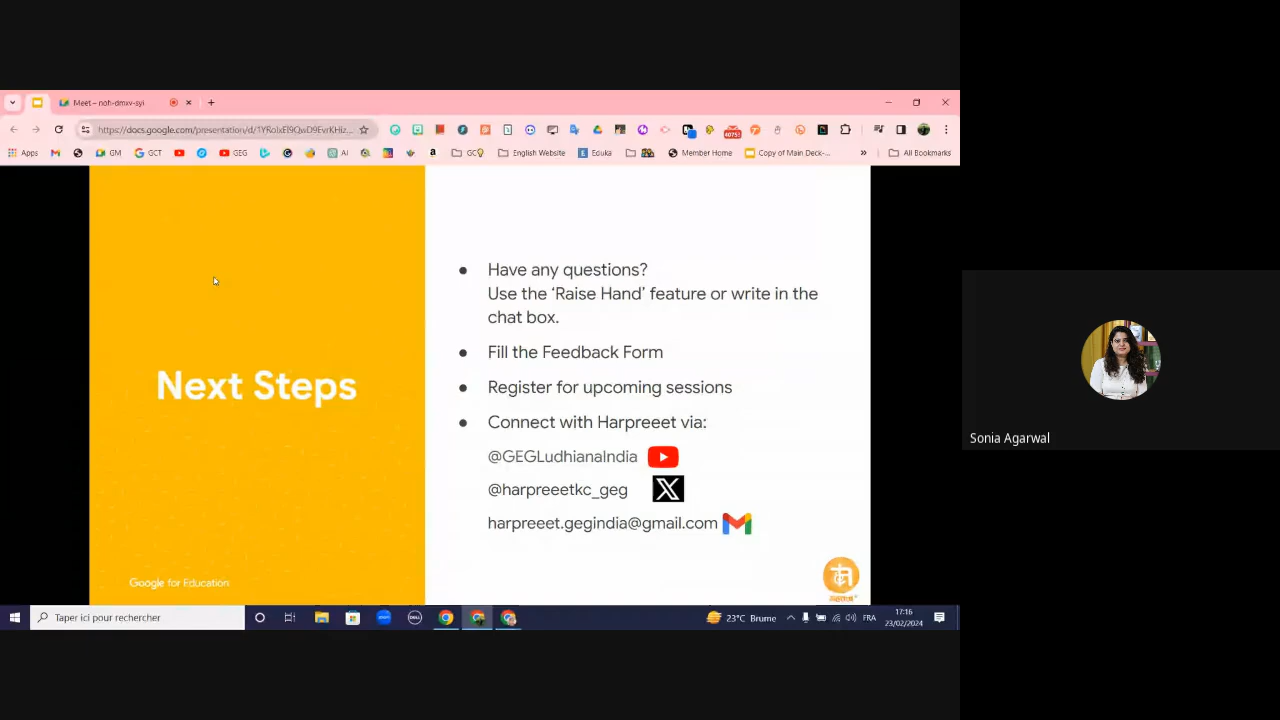 Meet – noh-dmxv-syi
https://docs.google.com/presentation/d/1YRolxEl9QwD9EvrKHiz...
Apps
GM
GCT
GEG
AI
GC
English Website
Eduka
Member Home
Copy of Main Deck-...
»
All Bookmarks
Next Steps
Google for Education
● Have any questions?
Use the ‘Raise Hand’ feature or write in the
chat box.
● Fill the Feedback Form
● Register for upcoming sessions
● Connect with Harpreeet via:
@GEGLudhianaIndia
@harpreeetkc_geg
harpreeet.gegindia@gmail.com
Sonia Agarwal
Taper ici pour rechercher
DELL
23°C Brume
FRA
17:16
23/02/2024